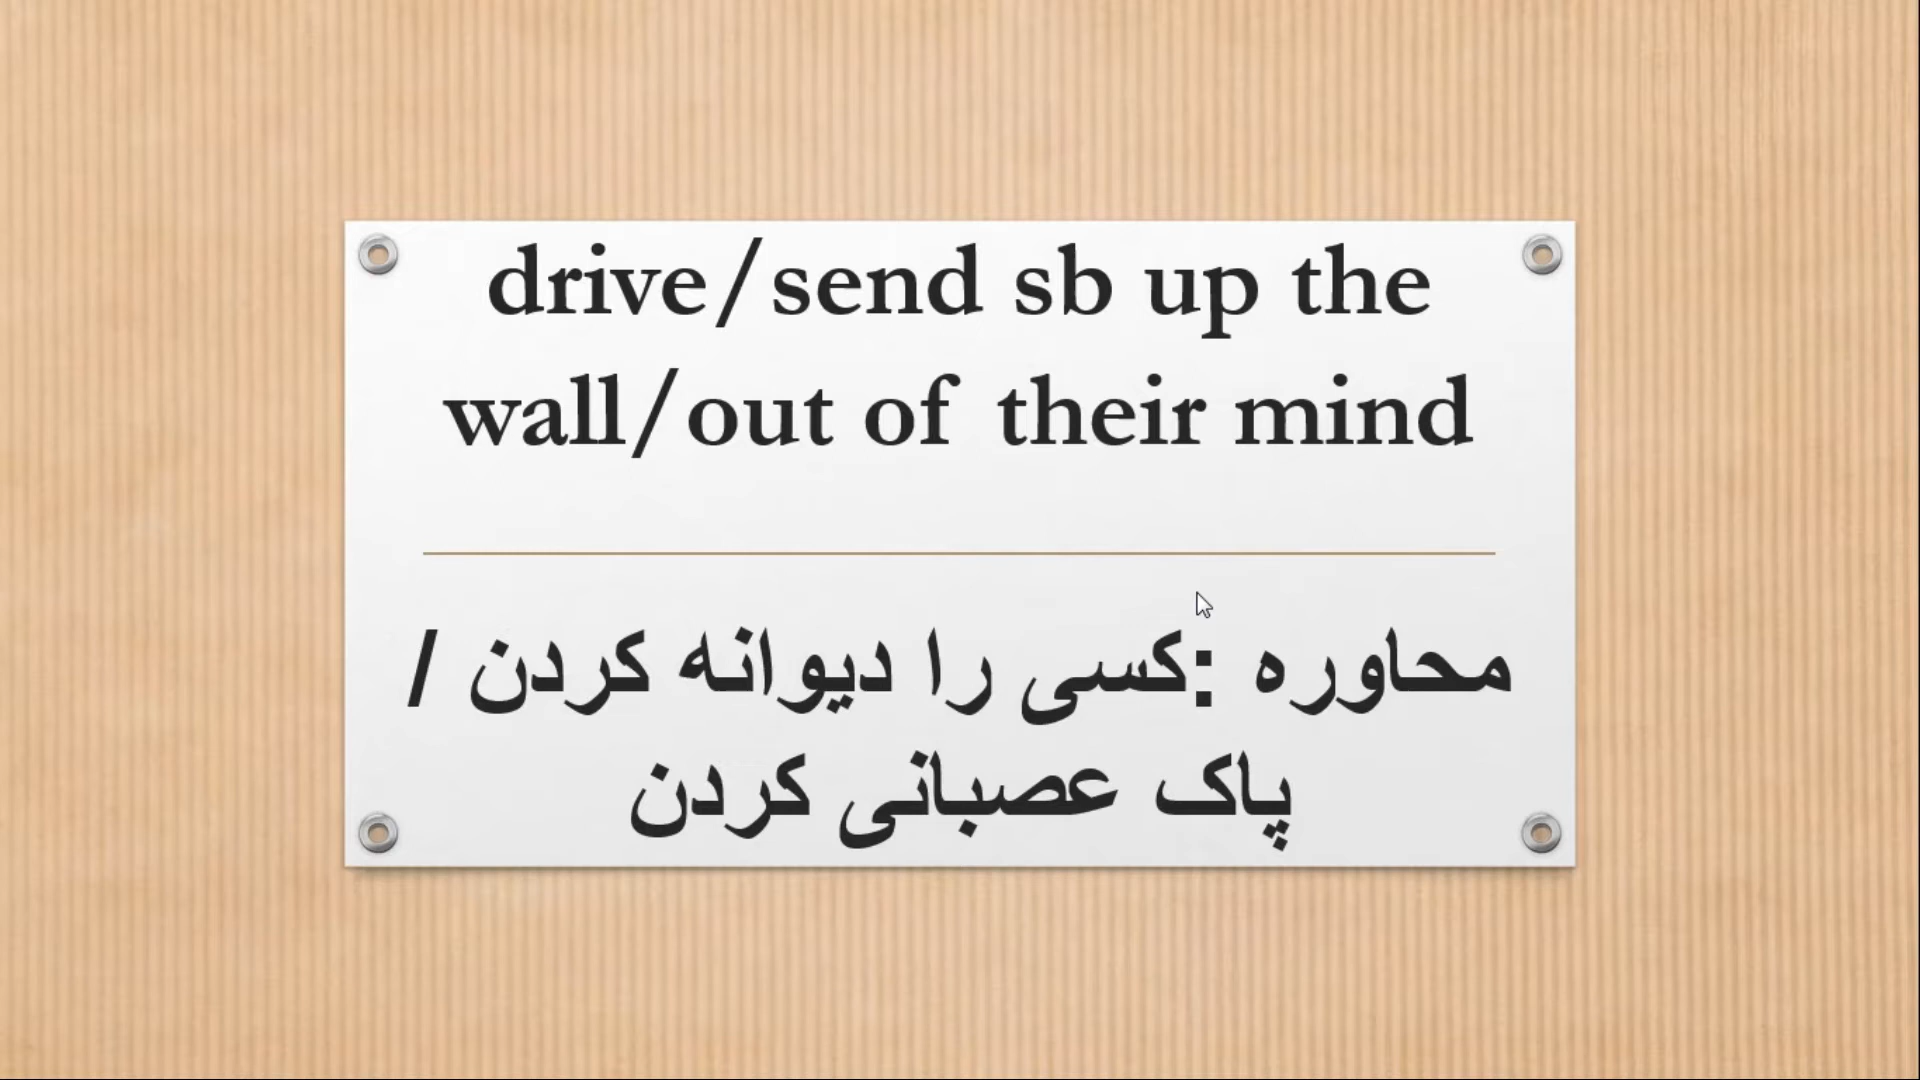 drive/send sb up the
wall/out of their mind
محاوره :کسی را دیوانه کردن /
پاک عصبانی کردن